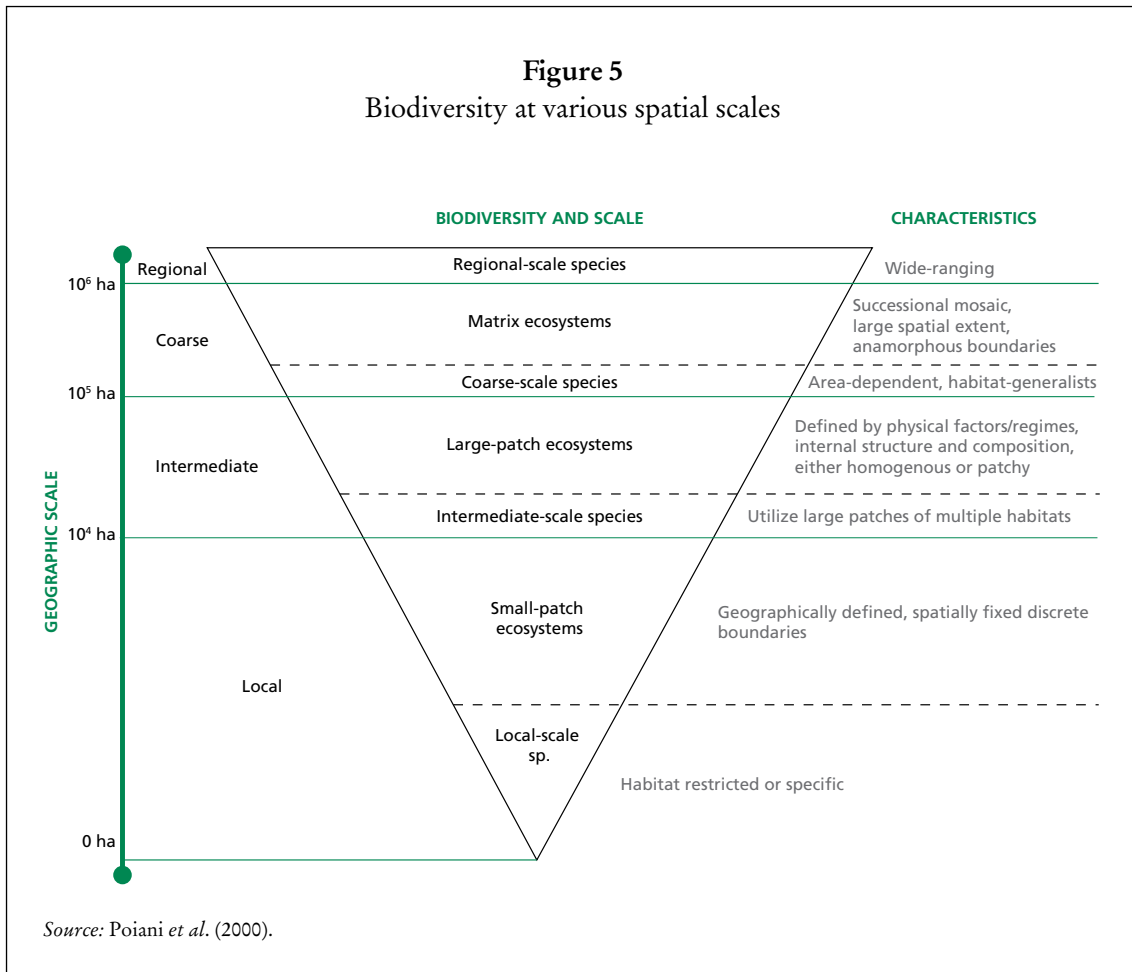 Figure 5
Biodiversity at various spatial scales
BIODIVERSITY AND SCALE
CHARACTERISTICS
GEOGRAPHIC SCALE
Regional
Regional-scale species
Wide-ranging
10⁶ ha
Coarse
Matrix ecosystems
Successional mosaic,
large spatial extent,
anamorphous boundaries
Coarse-scale species
Area-dependent, habitat-generalists
10⁵ ha
Intermediate
Large-patch ecosystems
Defined by physical factors/regimes,
internal structure and composition,
either homogenous or patchy
Intermediate-scale species
Utilize large patches of multiple habitats
10⁴ ha
Local
Small-patch
ecosystems
Geographically defined, spatially fixed discrete
boundaries
Local-scale
sp.
Habitat restricted or specific
0 ha
Source: Poiani et al. (2000).